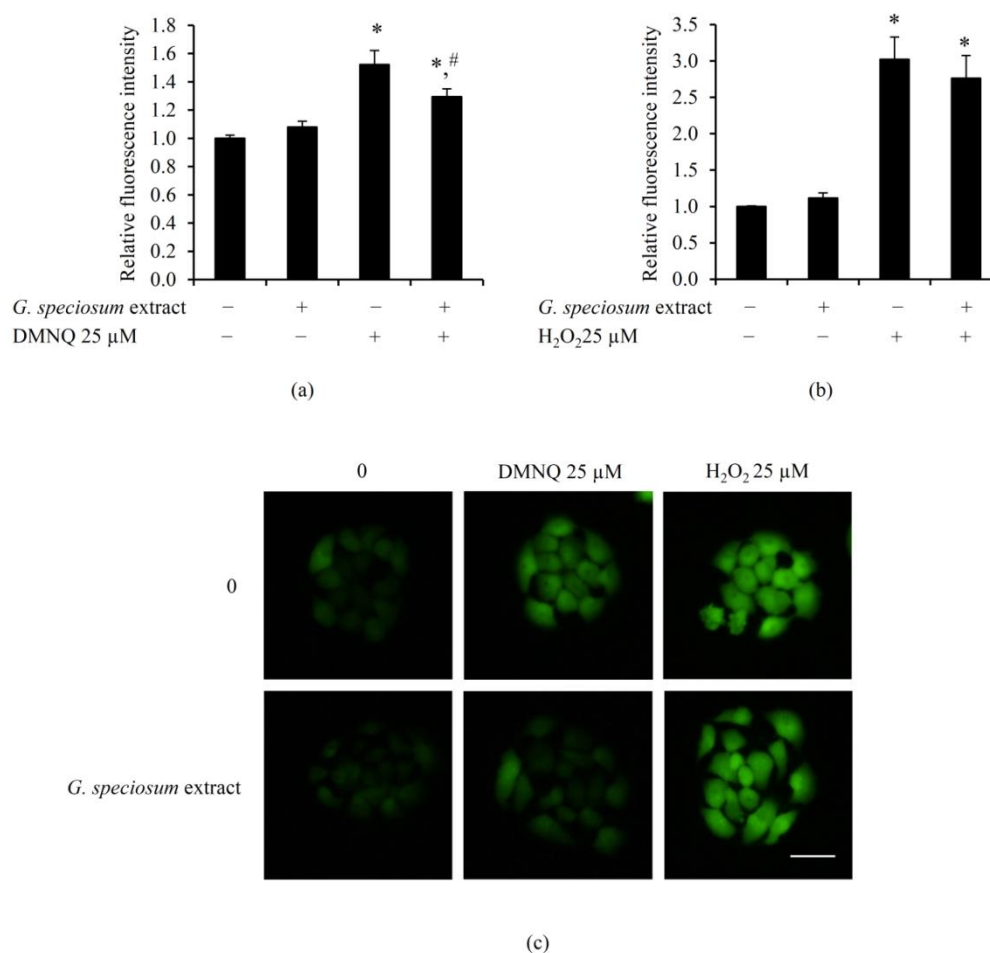 Relative fluorescence intensity
1.8
1.6
1.4
1.2
1.0
0.8
0.6
0.4
0.2
0.0
*
*,#
G. speciosum extract − + − +
DMNQ 25 µM − − + +
(a)
Relative fluorescence intensity
3.5
3.0
2.5
2.0
1.5
1.0
0.5
0.0
*
*
G. speciosum extract − + − +
H₂O₂25 µM − − + +
(b)
0 DMNQ 25 µM H₂O₂ 25 µM
0
G. speciosum extract
(c)